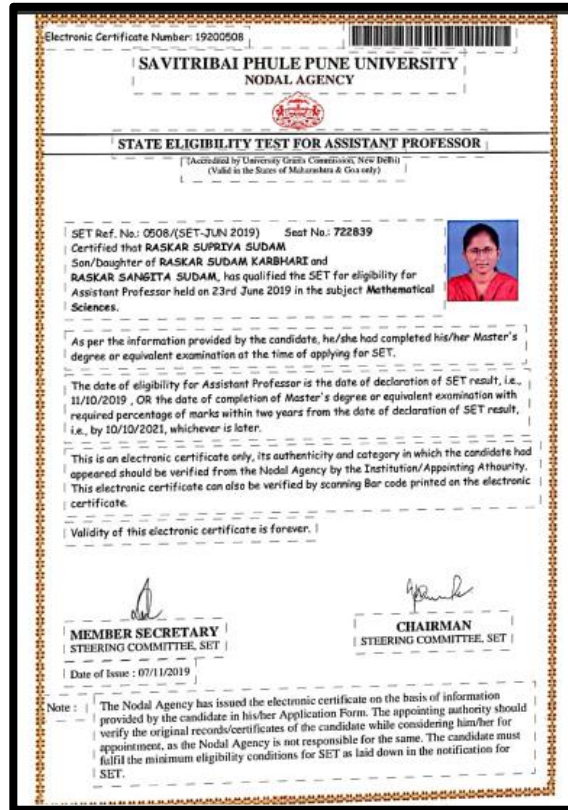 Electronic Certificate Number: 19200508
SAVITRIBAI PHULE PUNE UNIVERSITY
NODAL AGENCY
STATE ELIGIBILITY TEST FOR ASSISTANT PROFESSOR
(Accredited by University Grants Commission, New Delhi)
(Valid in the States of Maharashtra & Goa only)
SET Ref. No.: 0508/(SET-JUN 2019) Seat No.: 722839
Certified that RASKAR SUPRIYA SUDAM
Son/Daughter of RASKAR SUDAM KARBHARI and
RASKAR SANGITA SUDAM, has qualified the SET for eligibility for
Assistant Professor held on 23rd June 2019 in the subject Mathematical
Sciences.
As per the information provided by the candidate, he/she had completed his/her Master's
degree or equivalent examination at the time of applying for SET.
The date of eligibility for Assistant Professor is the date of declaration of SET result, i.e.,
11/10/2019 , OR the date of completion of Master's degree or equivalent examination with
required percentage of marks within two years from the date of declaration of SET result,
i.e., by 10/10/2021, whichever is later.
This is an electronic certificate only, its authenticity and category in which the candidate had
appeared should be verified from the Nodal Agency by the Institution/Appointing Athourity.
This electronic certificate can also be verified by scanning Bar code printed on the electronic
certificate.
Validity of this electronic certificate is forever.
MEMBER SECRETARY
STEERING COMMITTEE, SET
CHAIRMAN
STEERING COMMITTEE, SET
Date of Issue : 07/11/2019
Note : The Nodal Agency has issued the electronic certificate on the basis of information
provided by the candidate in his/her Application Form. The appointing authority should
verify the original records/certificates of the candidate while considering him/her for
appointment, as the Nodal Agency is not responsible for the same. The candidate must
fulfil the minimum eligibility conditions for SET as laid down in the notification for
SET.